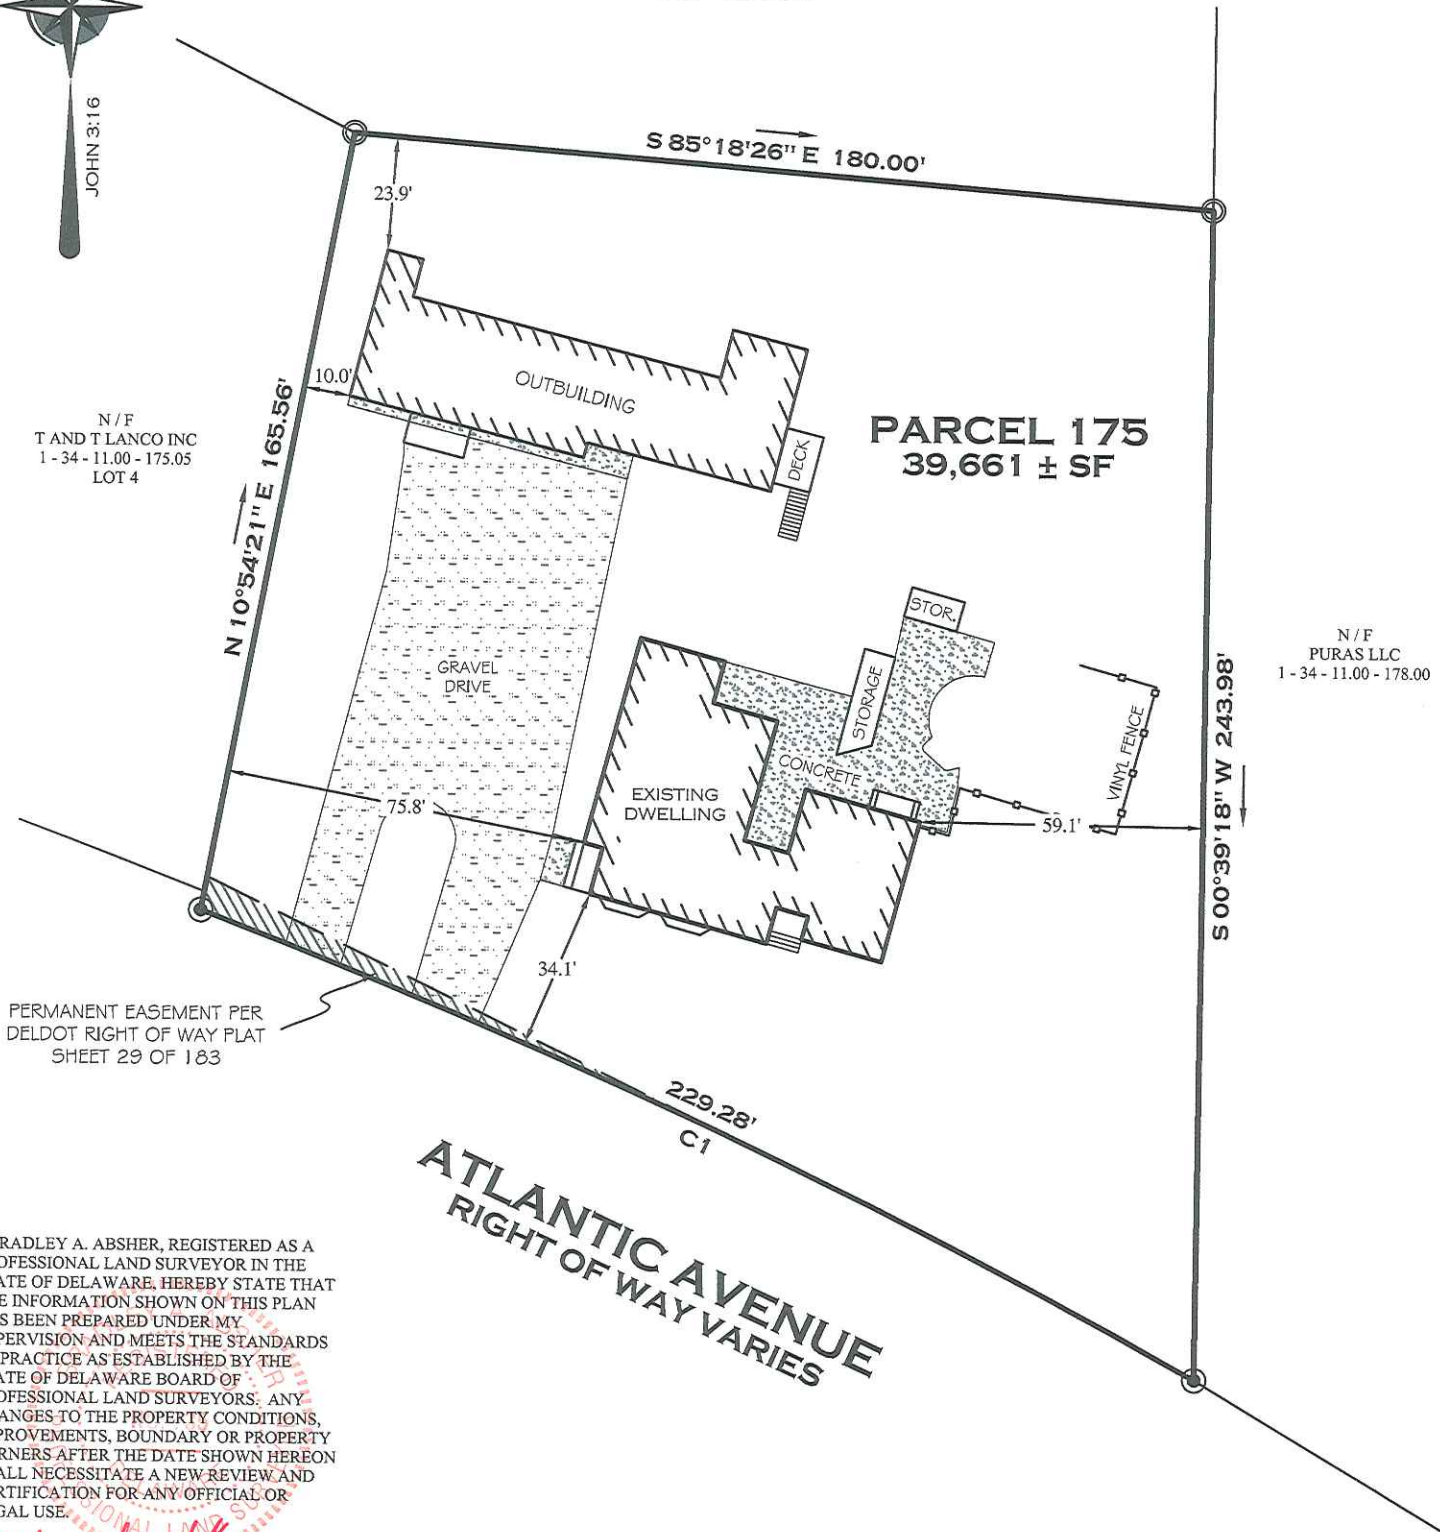 JOHN 3:16
S 85°18'26" E 180.00'
23.9'
10.0'
OUTBUILDING
DECK
PARCEL 175
39,661 ± SF
N / F
T AND T LANCO INC
1 - 34 - 11.00 - 175.05
LOT 4
N 10°54'21" E 165.56'
GRAVEL
DRIVE
STOR.
STORAGE
CONCRETE
EXISTING
DWELLING
VINYL FENCE
N / F
PURAS LLC
1 - 34 - 11.00 - 178.00
S 00°39'18" W 243.98'
75.8'
59.1'
34.1'
PERMANENT EASEMENT PER
DELDOT RIGHT OF WAY PLAT
SHEET 29 OF 183
229.28'
C1
ATLANTIC AVENUE
RIGHT OF WAY VARIES
RADLEY A. ABSHER, REGISTERED AS A
OFESSIONAL LAND SURVEYOR IN THE
ATE OF DELAWARE, HEREBY STATE THAT
E INFORMATION SHOWN ON THIS PLAN
S BEEN PREPARED UNDER MY
PERVISION AND MEETS THE STANDARDS
PRACTICE AS ESTABLISHED BY THE
ATE OF DELAWARE BOARD OF
OFESSIONAL LAND SURVEYORS. ANY
ANGES TO THE PROPERTY CONDITIONS,
PROVEMENTS, BOUNDARY OR PROPERTY
RNERS AFTER THE DATE SHOWN HEREON
ALL NECESSITATE A NEW REVIEW AND
RTIFICATION FOR ANY OFFICIAL OR
GAL USE.